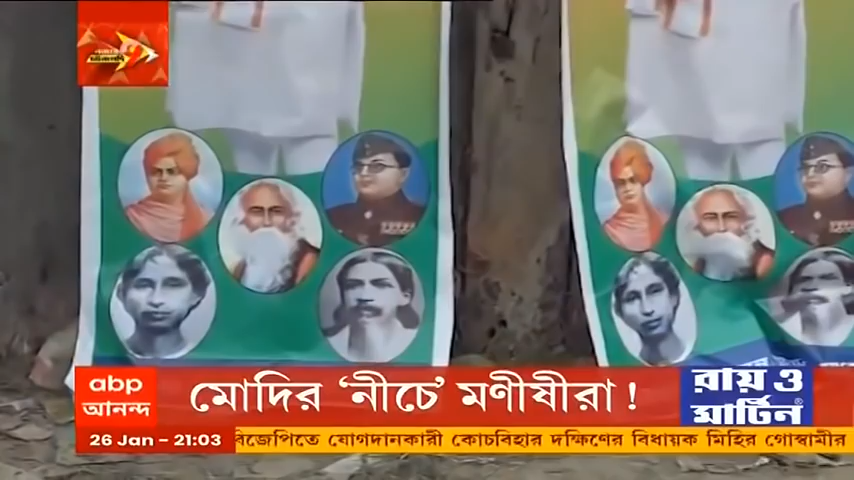 abp
আনন্দ
মোদির ‘নীচে’ মণীষীরা!
রায় ও
মার্টিন®
26 Jan - 21:03
বিজেপিতে যোগদানকারী কোচবিহার দক্ষিণের বিধায়ক মিহির গোস্বামীর